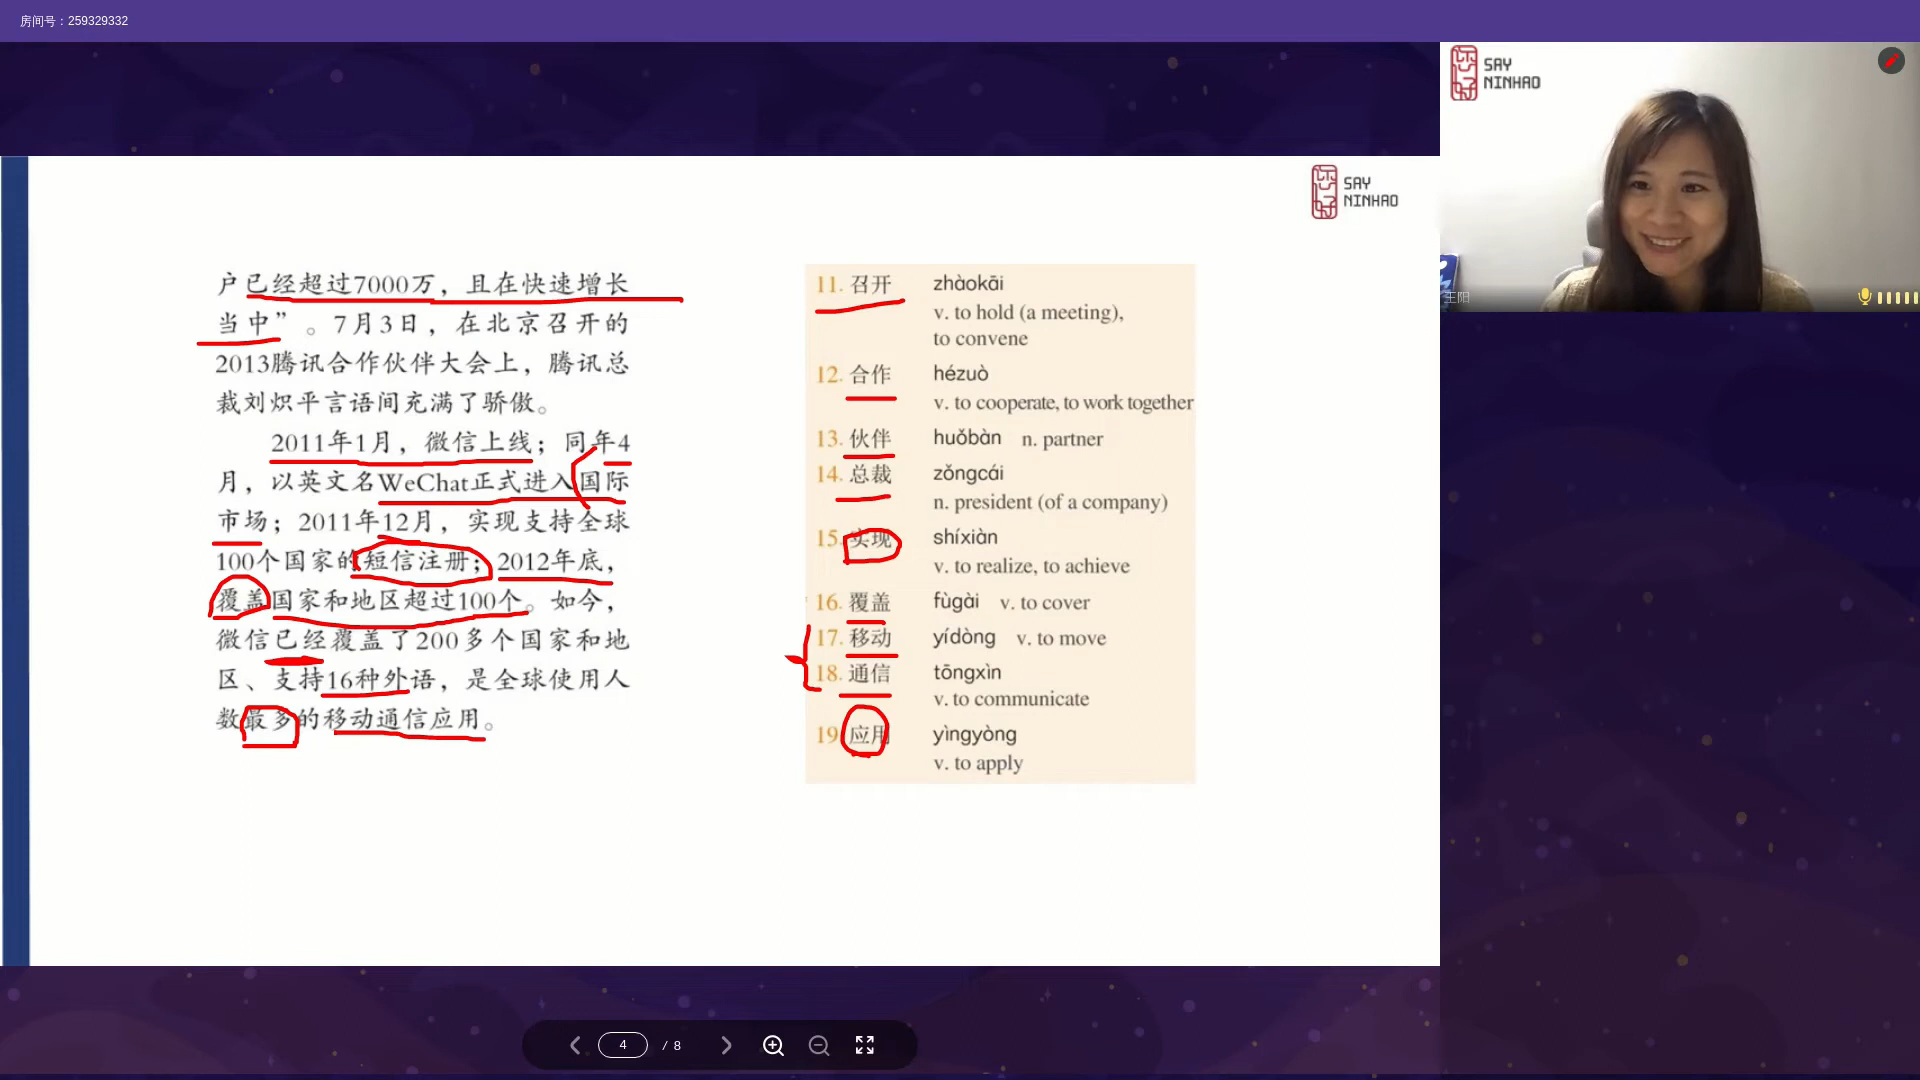 房间号：259329332
SAY
NINHAO
王阳
SAY
NINHAO
户已经超过7000万，且在快速增长
当中”。7月3日，在北京召开的
2013腾讯合作伙伴大会上，腾讯总
裁刘炽平言语间充满了骄傲。
2011年1月，微信上线；同年4
月，以英文名WeChat正式进入国际
市场；2011年12月，实现支持全球
100个国家的短信注册；2012年底，
覆盖国家和地区超过100个。如今，
微信已经覆盖了200多个国家和地
区、支持16种外语，是全球使用人
数最多的移动通信应用。
11. 召开 zhàokāi
v. to hold (a meeting),
to convene
12. 合作 hézuò
v. to cooperate, to work together
13. 伙伴 huǒbàn n. partner
14. 总裁 zǒngcái
n. president (of a company)
15. 实现 shíxiàn
v. to realize, to achieve
16. 覆盖 fùgài v. to cover
17. 移动 yídòng v. to move
18. 通信 tōngxìn
v. to communicate
19 应用 yìngyòng
v. to apply
4 / 8